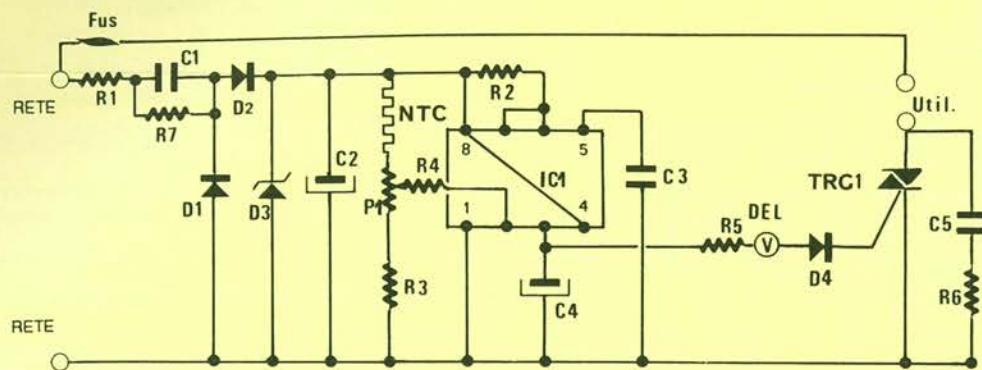 Fus
C1
R1
D2
RETE
R7
R2
NTC
8
5
Util.
C2
R4
IC1
C3
TRC1
D1
D3
P1
1
4
R5
DEL
V
D4
C5
R3
C4
R6
RETE